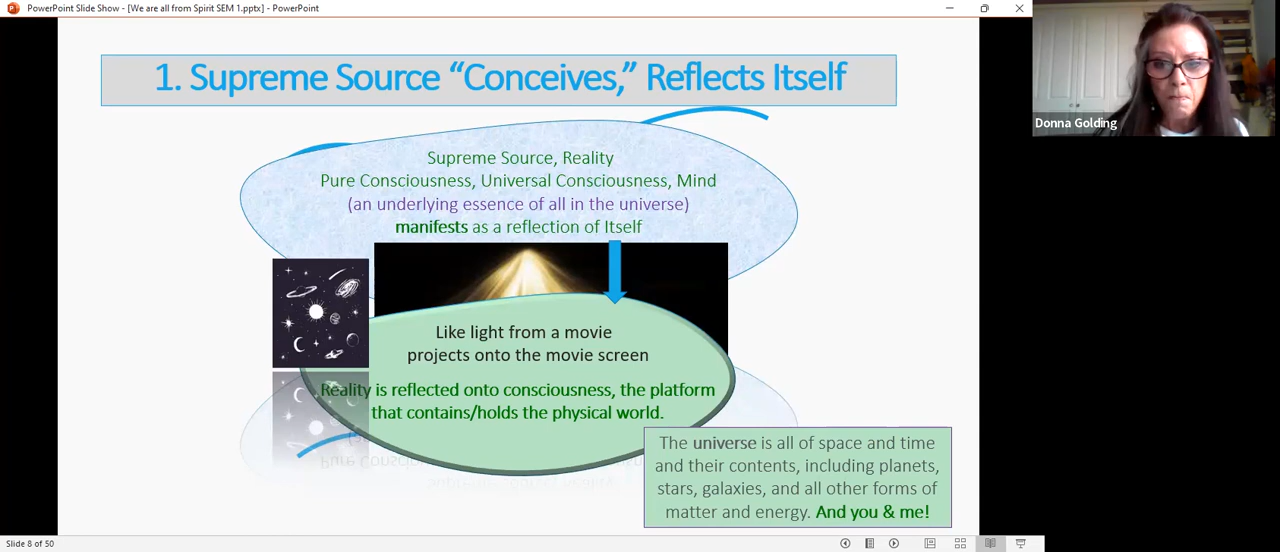 PowerPoint Slide Show - [We are all from Spirit SEM 1.pptx] - PowerPoint
1. Supreme Source “Conceives,” Reflects Itself
Donna Golding
Supreme Source, Reality
Pure Consciousness, Universal Consciousness, Mind
(an underlying essence of all in the universe)
manifests as a reflection of Itself
Like light from a movie
projects onto the movie screen
Reality is reflected onto consciousness, the platform
that contains/holds the physical world.
The universe is all of space and time
and their contents, including planets,
stars, galaxies, and all other forms of
matter and energy. And you & me!
Slide 8 of 50